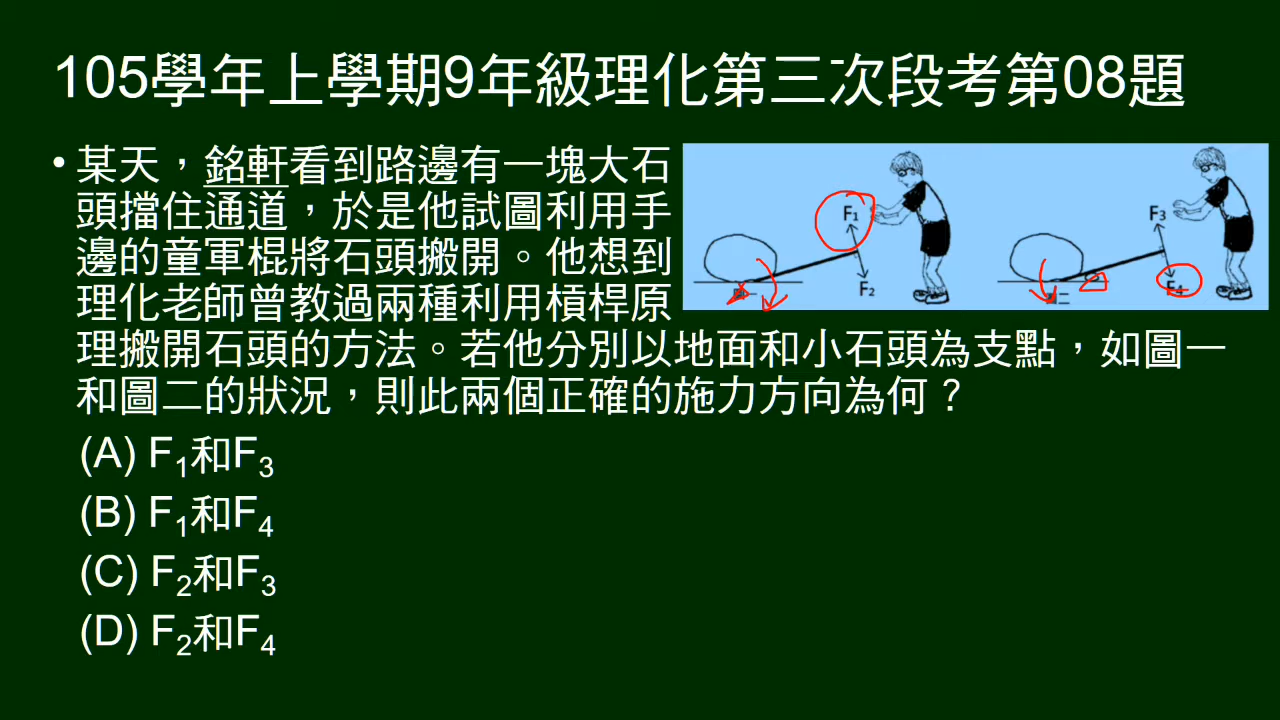 105學年上學期9年級理化第三次段考第08題
• 某天，銘軒看到路邊有一塊大石
頭擋住通道，於是他試圖利用手
邊的童軍棍將石頭搬開。他想到
理化老師曾教過兩種利用槓桿原
理搬開石頭的方法。若他分別以地面和小石頭為支點，如圖一
和圖二的狀況，則此兩個正確的施力方向為何？
F₁
F₂
F₃
F₄
(A) F₁和F₃
(B) F₁和F₄
(C) F₂和F₃
(D) F₂和F₄